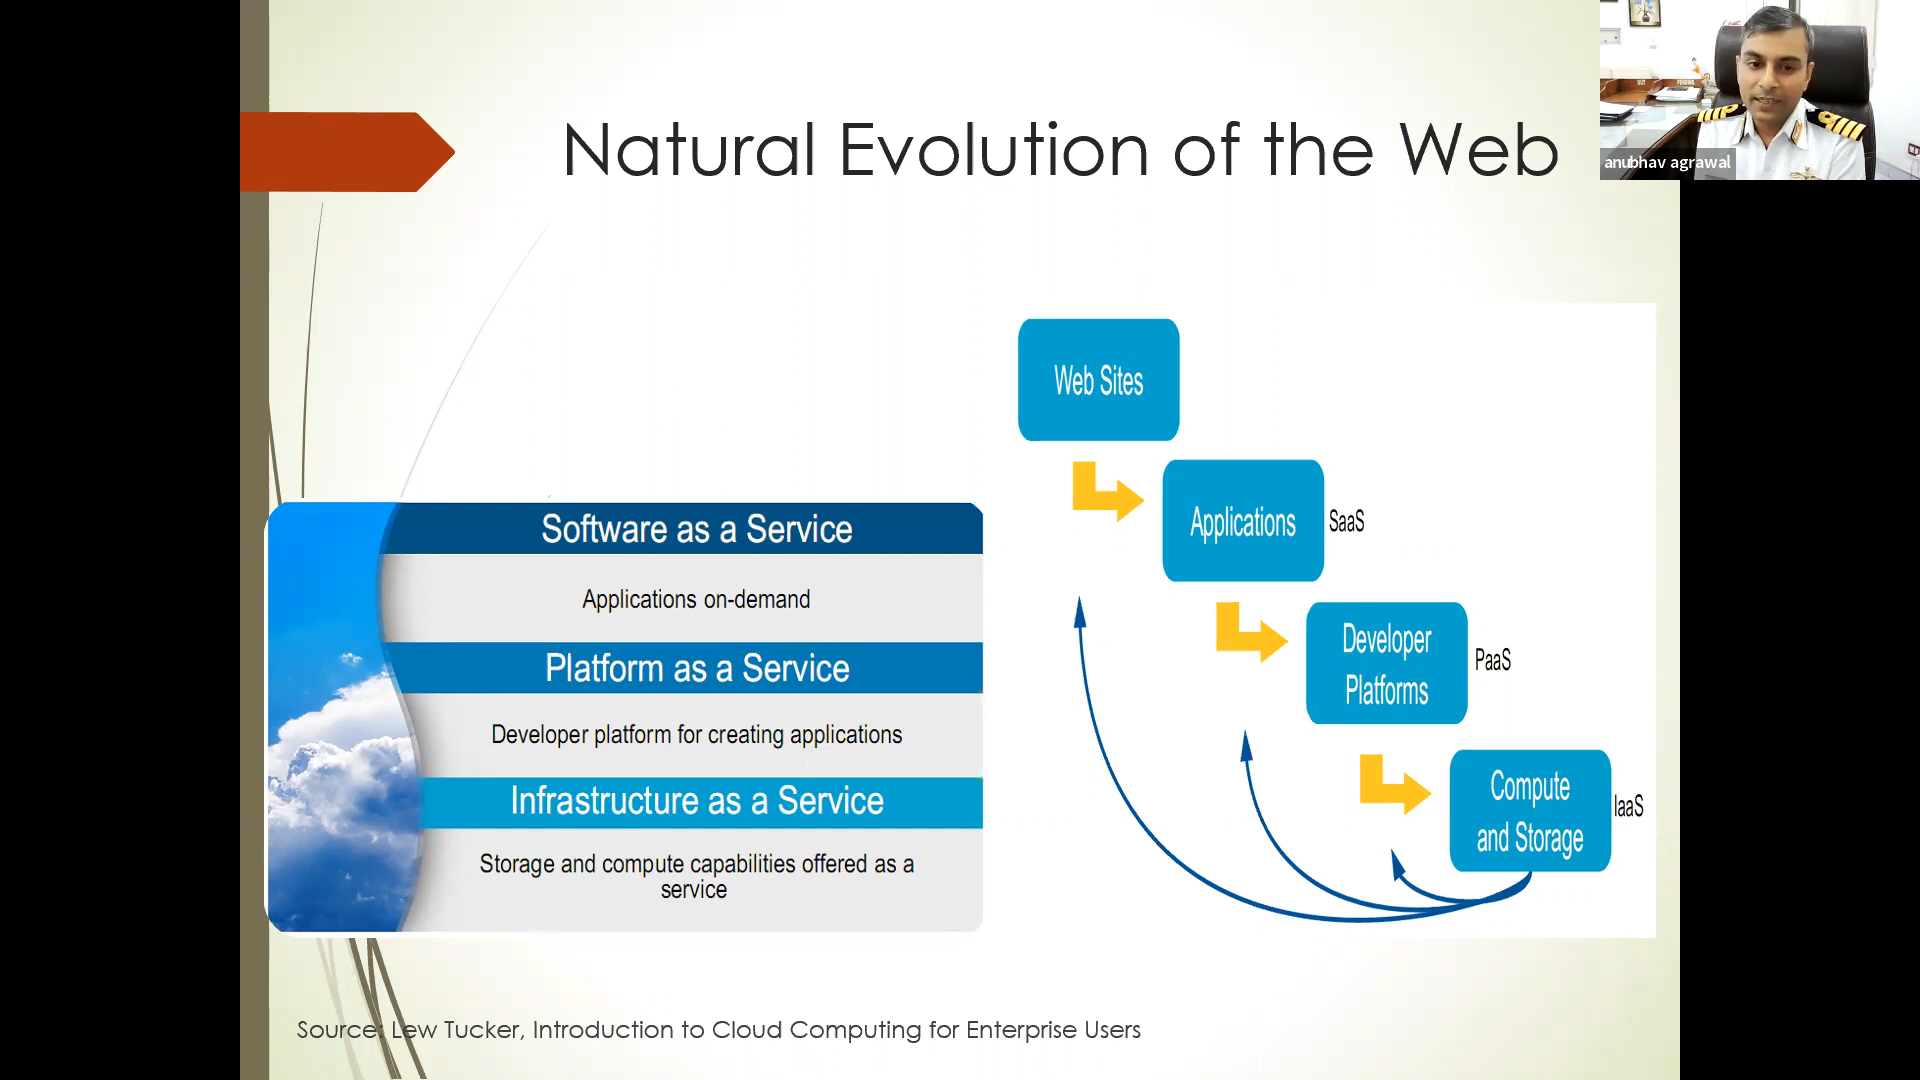 Natural Evolution of the Web
anubhav agrawal
OUT
PENDING
Software as a Service
Applications on-demand
Platform as a Service
Developer platform for creating applications
Infrastructure as a Service
Storage and compute capabilities offered as a
service
Web Sites
Applications
SaaS
Developer
Platforms
PaaS
Compute
and Storage
IaaS
Source: Lew Tucker, Introduction to Cloud Computing for Enterprise Users